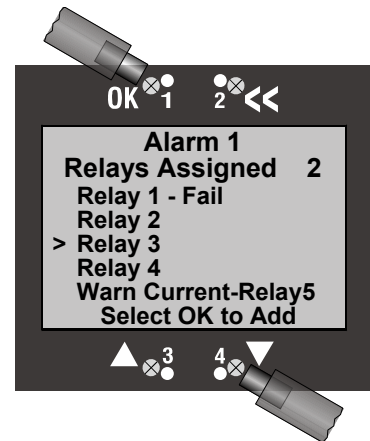 OK 1 2 <<
Alarm 1
Relays Assigned 2
Relay 1 - Fail
Relay 2
> Relay 3
Relay 4
Warn Current-Relay5
Select OK to Add
3 4